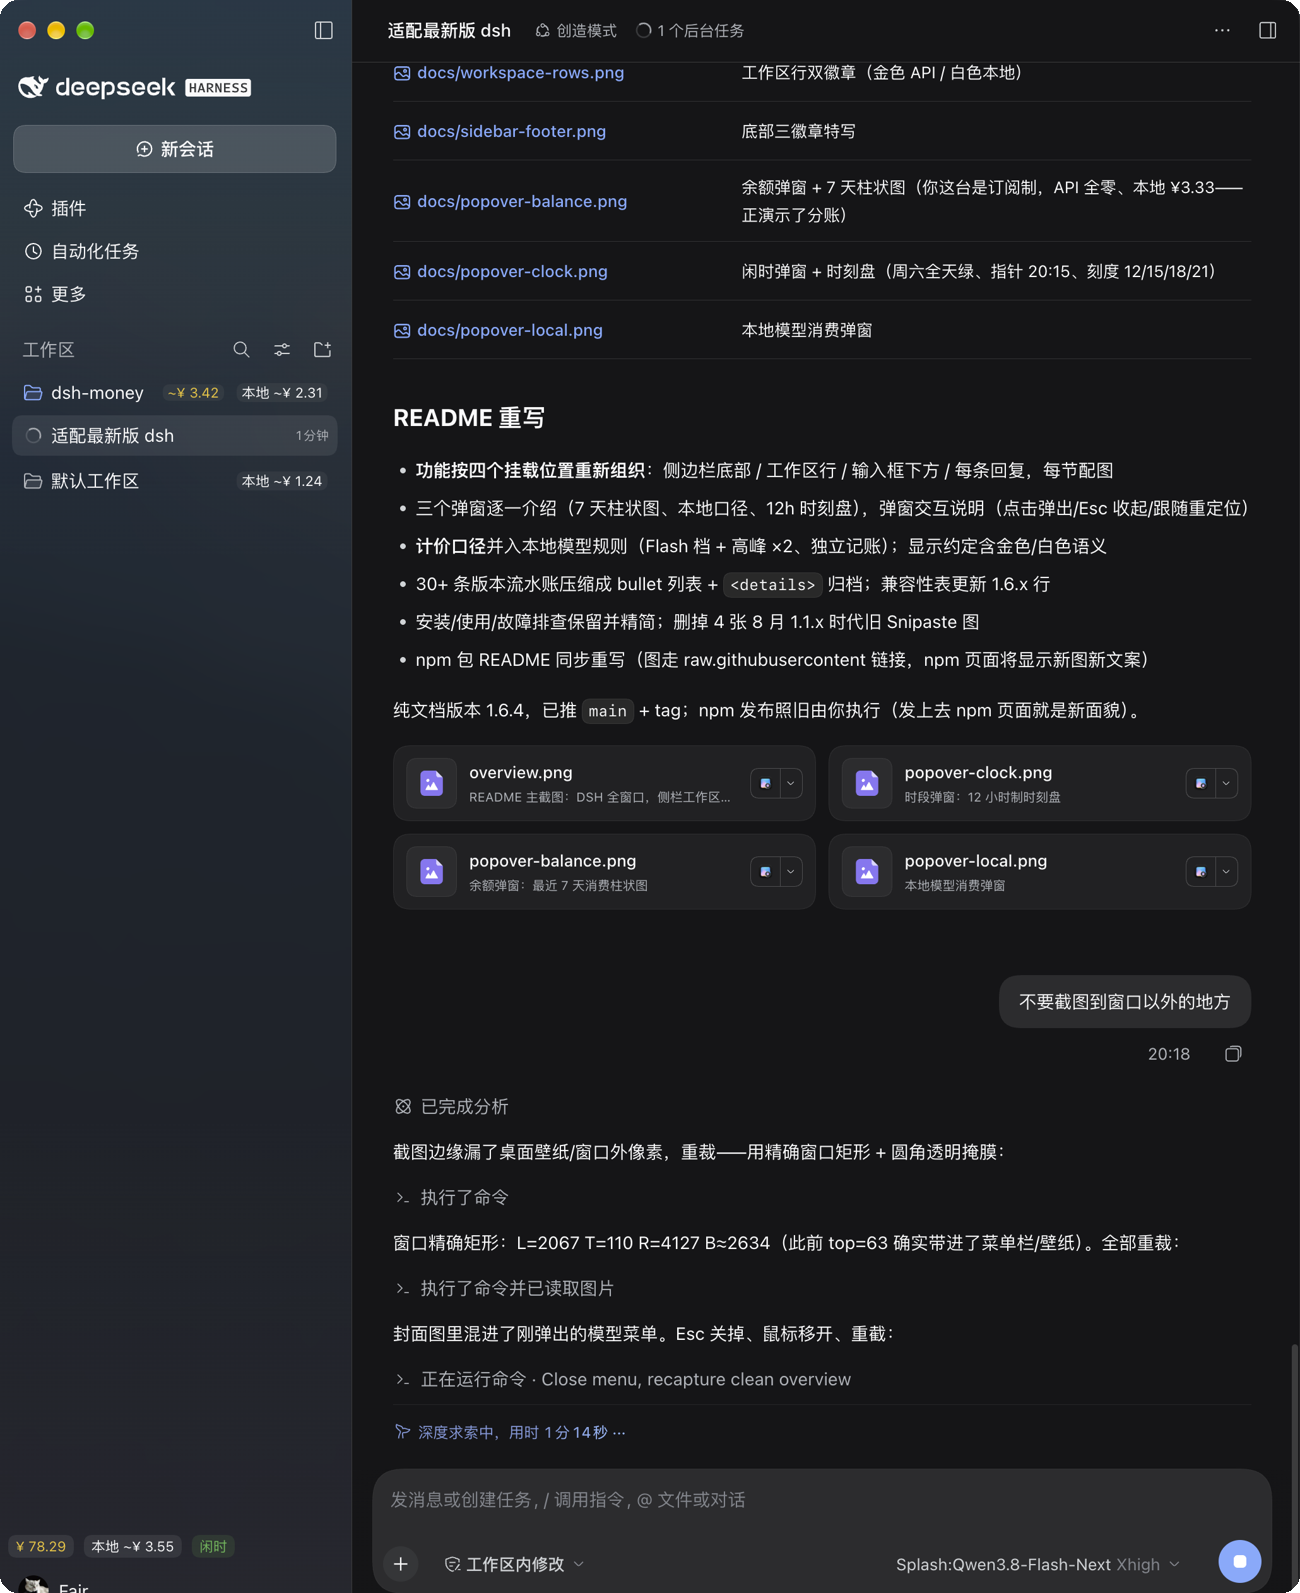 deepseek HARNESS
新会话
插件
自动化任务
更多
工作区
dsh-money ~¥ 3.42 本地 ~¥ 2.31
适配最新版 dsh 1分钟
默认工作区 本地 ~¥ 1.24
¥ 78.29 本地 ~¥ 3.55 闲时
Fair
适配最新版 dsh 创造模式 1 个后台任务
docs/workspace-rows.png 工作区行双徽章（金色 API / 白色本地）
docs/sidebar-footer.png 底部三徽章特写
docs/popover-balance.png 余额弹窗 + 7 天柱状图（你这台是订阅制，API 全零、本地 ¥3.33——
正演示了分账）
docs/popover-clock.png 闲时弹窗 + 时刻盘（周六全天绿、指针 20:15、刻度 12/15/18/21）
docs/popover-local.png 本地模型消费弹窗
README 重写
• 功能按四个挂载位置重新组织：侧边栏底部 / 工作区行 / 输入框下方 / 每条回复，每节配图
• 三个弹窗逐一介绍（7 天柱状图、本地口径、12h 时刻盘），弹窗交互说明（点击弹出/Esc 收起/跟随重定位）
• 计价口径并入本地模型规则（Flash 档 + 高峰 ×2、独立记账）；显示约定含金色/白色语义
• 30+ 条版本流水账压缩成 bullet 列表 + <details> 归档；兼容性表更新 1.6.x 行
• 安装/使用/故障排查保留并精简；删掉 4 张 8 月 1.1.x 时代旧 Snipaste 图
• npm 包 README 同步重写（图走 raw.githubusercontent 链接，npm 页面将显示新图新文案）
纯文档版本 1.6.4，已推 main + tag；npm 发布照旧由你执行（发上去 npm 页面就是新面貌）。
overview.png
README 主截图：DSH 全窗口，侧栏工作区...
popover-clock.png
时段弹窗：12 小时制时刻盘
popover-balance.png
余额弹窗：最近 7 天消费柱状图
popover-local.png
本地模型消费弹窗
不要截图到窗口以外的地方
20:18
已完成分析
截图边缘漏了桌面壁纸/窗口外像素，重裁——用精确窗口矩形 + 圆角透明掩膜：
执行了命令
窗口精确矩形：L=2067 T=110 R=4127 B≈2634（此前 top=63 确实带进了菜单栏/壁纸）。全部重裁：
执行了命令并已读取图片
封面图里混进了刚弹出的模型菜单。Esc 关掉、鼠标移开、重截：
正在运行命令 · Close menu, recapture clean overview
深度求索中，用时 1 分 14 秒 ···
发消息或创建任务, / 调用指令, @ 文件或对话
工作区内修改 Splash:Qwen3.8-Flash-Next Xhigh